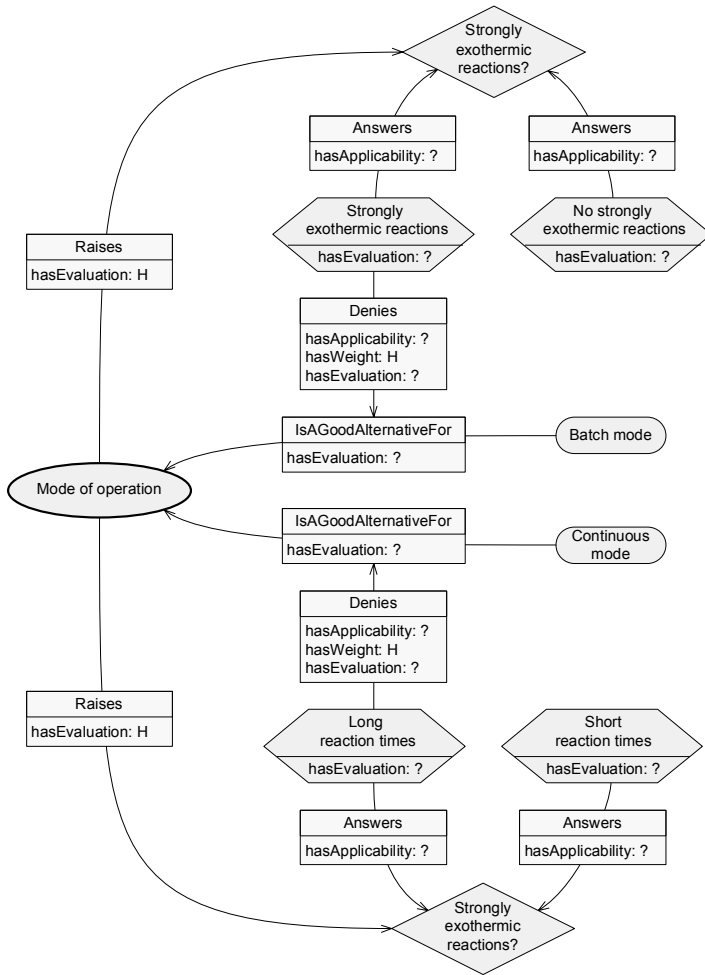 Strongly
exothermic
reactions?
Answers
hasApplicability: ?
Answers
hasApplicability: ?
Strongly
exothermic reactions
hasEvaluation: ?
No strongly
exothermic reactions
hasEvaluation: ?
Raises
hasEvaluation: H
Denies
hasApplicability: ?
hasWeight: H
hasEvaluation: ?
IsAGoodAlternativeFor
hasEvaluation: ?
Batch mode
Mode of operation
IsAGoodAlternativeFor
hasEvaluation: ?
Continuous
mode
Denies
hasApplicability: ?
hasWeight: H
hasEvaluation: ?
Raises
hasEvaluation: H
Long
reaction times
hasEvaluation: ?
Short
reaction times
hasEvaluation: ?
Answers
hasApplicability: ?
Answers
hasApplicability: ?
Strongly
exothermic
reactions?